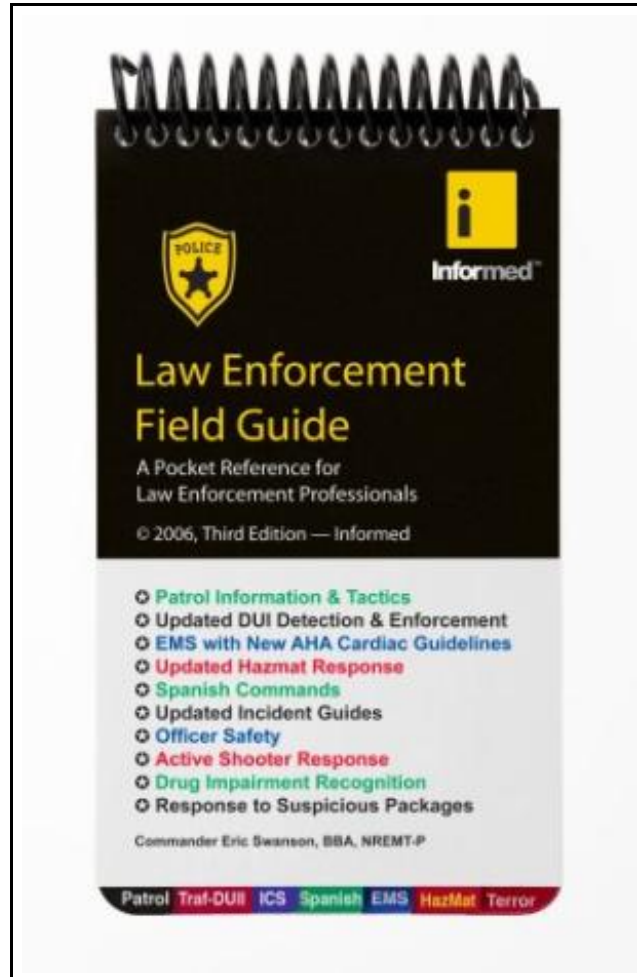 POLICE
i
Informed™
Law Enforcement
Field Guide
A Pocket Reference for
Law Enforcement Professionals
© 2006, Third Edition — Informed
✪ Patrol Information & Tactics
✪ Updated DUI Detection & Enforcement
✪ EMS with New AHA Cardiac Guidelines
✪ Updated Hazmat Response
✪ Spanish Commands
✪ Updated Incident Guides
✪ Officer Safety
✪ Active Shooter Response
✪ Drug Impairment Recognition
✪ Response to Suspicious Packages
Commander Eric Swanson, BBA, NREMT-P
Patrol Traf-DUII ICS Spanish EMS HazMat Terror